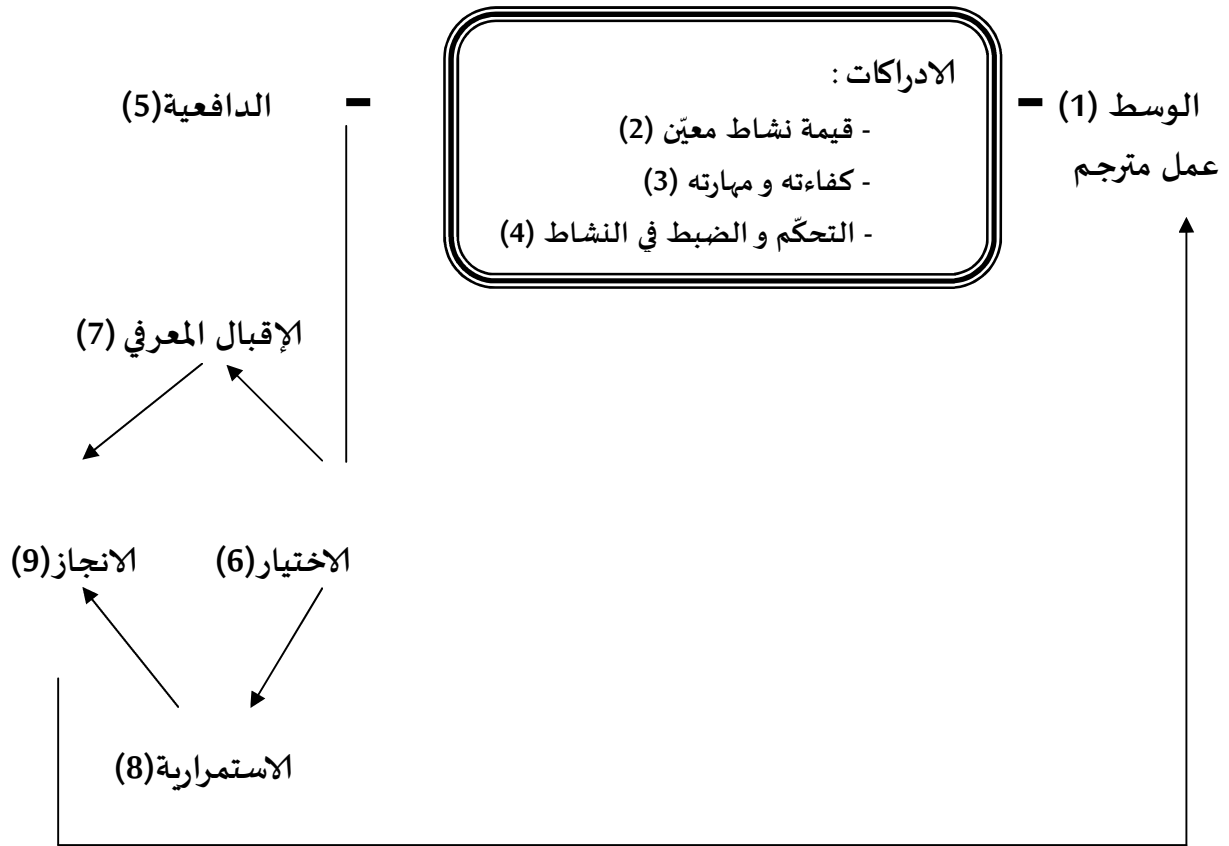 الادراكات :
الوسط (1)
عمل مترجم
- قيمة نشاط معيّن (2)
- كفاءته و مهارته (3)
- التحكّم و الضبط في النشاط (4)
الدافعية(5)
الإقبال المعرفي (7)
الاختيار(6)
الانجاز(9)
الاستمرارية(8)